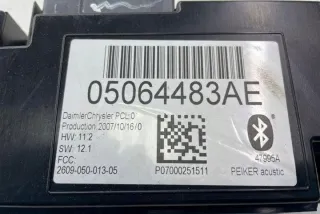 05064483AE
DaimlerChrysler PCL:0
Production: 2007/10/16/0
HW: 11.2
SW: 12.1
FCC:
2609-050-013-05
P07000251511
47995A
PEIKER acustic